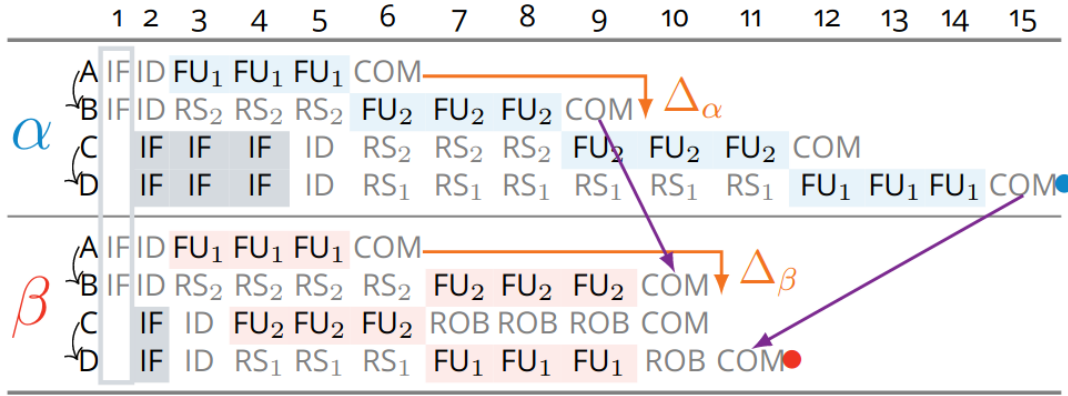 1 2 3 4 5 6 7 8 9 10 11 12 13 14 15
A IF ID FU₁ FU₁ FU₁ COM
B IF ID RS₂ RS₂ RS₂ FU₂ FU₂ FU₂ COM Δα
α
C IF IF IF ID RS₂ RS₂ RS₂ FU₂ FU₂ FU₂ COM
D IF IF IF ID RS₁ RS₁ RS₁ RS₁ RS₁ RS₁ FU₁ FU₁ FU₁ COM
A IF ID FU₁ FU₁ FU₁ COM
B IF ID RS₂ RS₂ RS₂ RS₂ FU₂ FU₂ FU₂ COM Δβ
β
C IF ID FU₂ FU₂ FU₂ ROB ROB ROB COM
D IF ID RS₁ RS₁ RS₁ FU₁ FU₁ FU₁ ROB COM